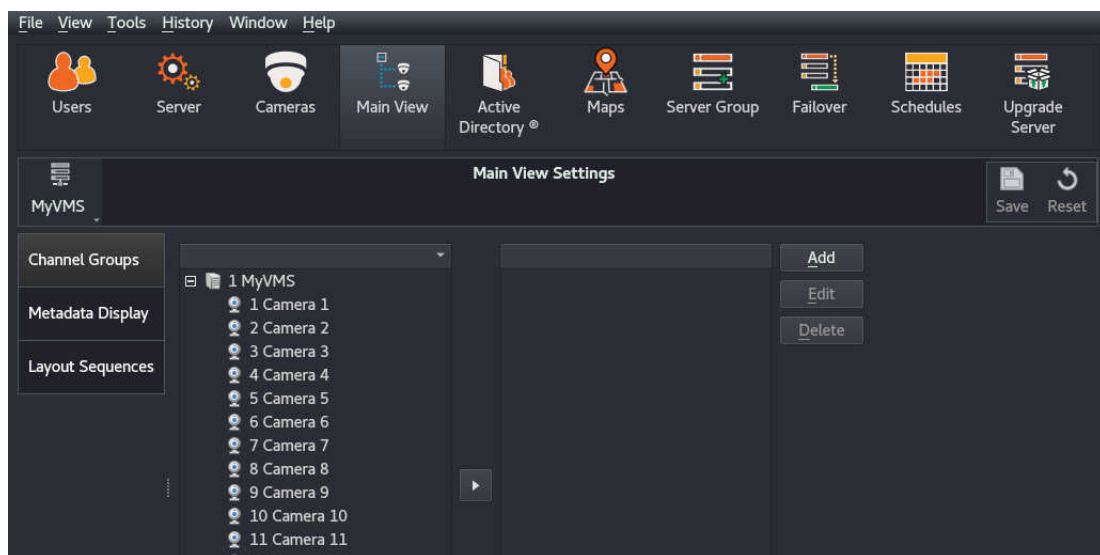 File View Tools History Window Help
Users Server Cameras Main View Active Directory ® Maps Server Group Failover Schedules Upgrade Server
Main View Settings
MyVMS Save Reset
Channel Groups
Metadata Display
Layout Sequences
1 MyVMS
1 Camera 1
2 Camera 2
3 Camera 3
4 Camera 4
5 Camera 5
6 Camera 6
7 Camera 7
8 Camera 8
9 Camera 9
10 Camera 10
11 Camera 11
Add
Edit
Delete